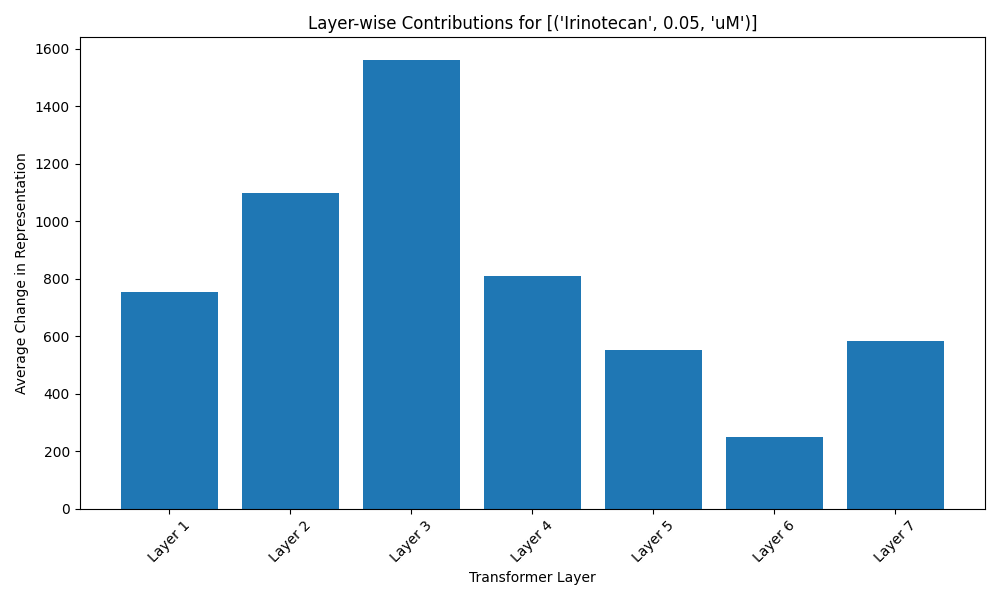 Layer-wise Contributions for [('Irinotecan', 0.05, 'uM')]
Average Change in Representation
1600
1400
1200
1000
800
600
400
200
0
Layer 1
Layer 2
Layer 3
Layer 4
Layer 5
Layer 6
Layer 7
Transformer Layer